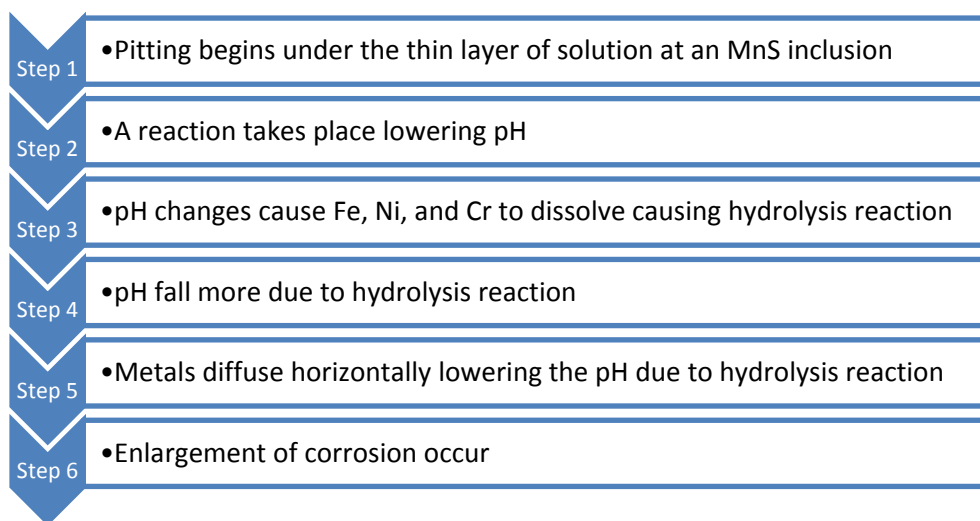 Step 1
•Pitting begins under the thin layer of solution at an MnS inclusion
Step 2
•A reaction takes place lowering pH
Step 3
•pH changes cause Fe, Ni, and Cr to dissolve causing hydrolysis reaction
Step 4
•pH fall more due to hydrolysis reaction
Step 5
•Metals diffuse horizontally lowering the pH due to hydrolysis reaction
Step 6
•Enlargement of corrosion occur